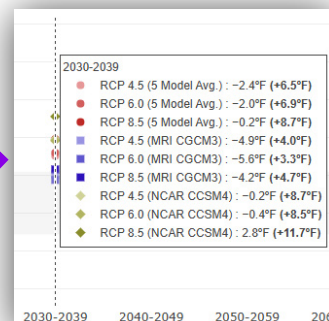 2030-2039
RCP 4.5 (5 Model Avg.) : −2.4°F (+6.5°F)
RCP 6.0 (5 Model Avg.) : −2.0°F (+6.9°F)
RCP 8.5 (5 Model Avg.) : −0.2°F (+8.7°F)
RCP 4.5 (MRI CGCM3) : −4.9°F (+4.0°F)
RCP 6.0 (MRI CGCM3) : −5.6°F (+3.3°F)
RCP 8.5 (MRI CGCM3) : −4.2°F (+4.7°F)
RCP 4.5 (NCAR CCSM4) : −0.2°F (+8.7°F)
RCP 6.0 (NCAR CCSM4) : −0.4°F (+8.5°F)
RCP 8.5 (NCAR CCSM4) : 2.8°F (+11.7°F)
2030-2039 2040-2049 2050-2059